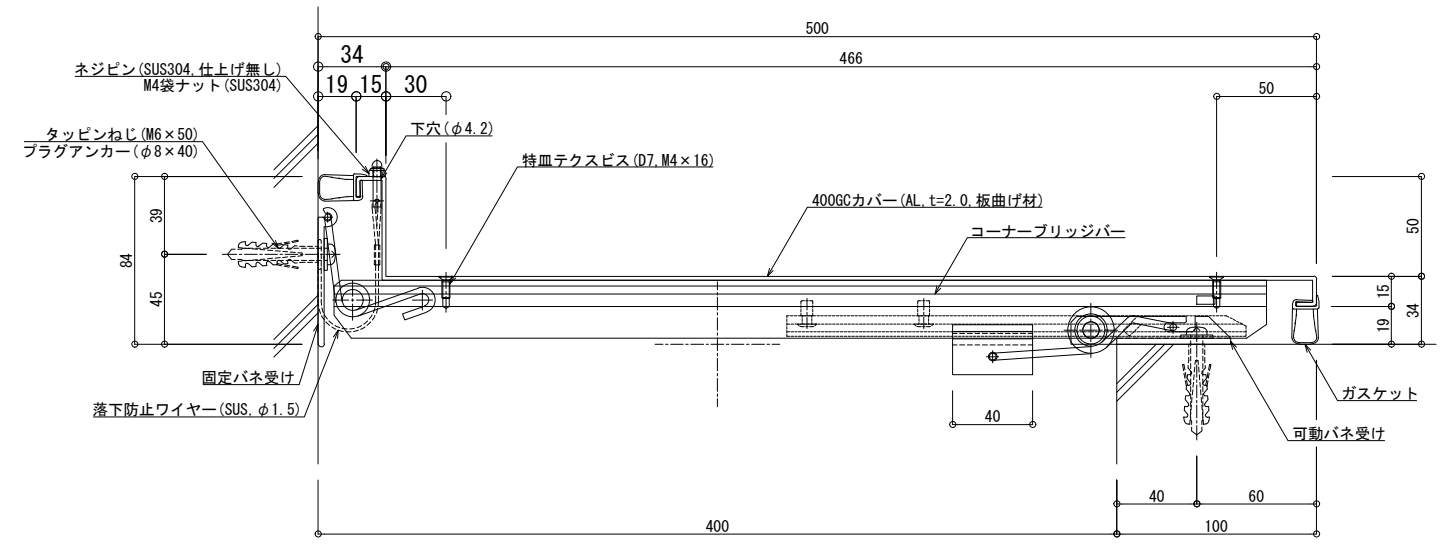 500
34
466
ネジピン(SUS304,仕上げ無し)
M4袋ナット(SUS304)
19
15
30
50
タッピンねじ(M6×50)
プラグアンカー(φ8×40)
下穴(φ4.2)
特皿テクスビス(D7,M4×16)
400GCカバー(AL,t=2.0,板曲げ材)
コーナーブリッジバー
39
84
45
50
15
34
19
固定バネ受け
落下防止ワイヤー(SUS,φ1.5)
ガスケット
40
可動バネ受け
40
60
400
100